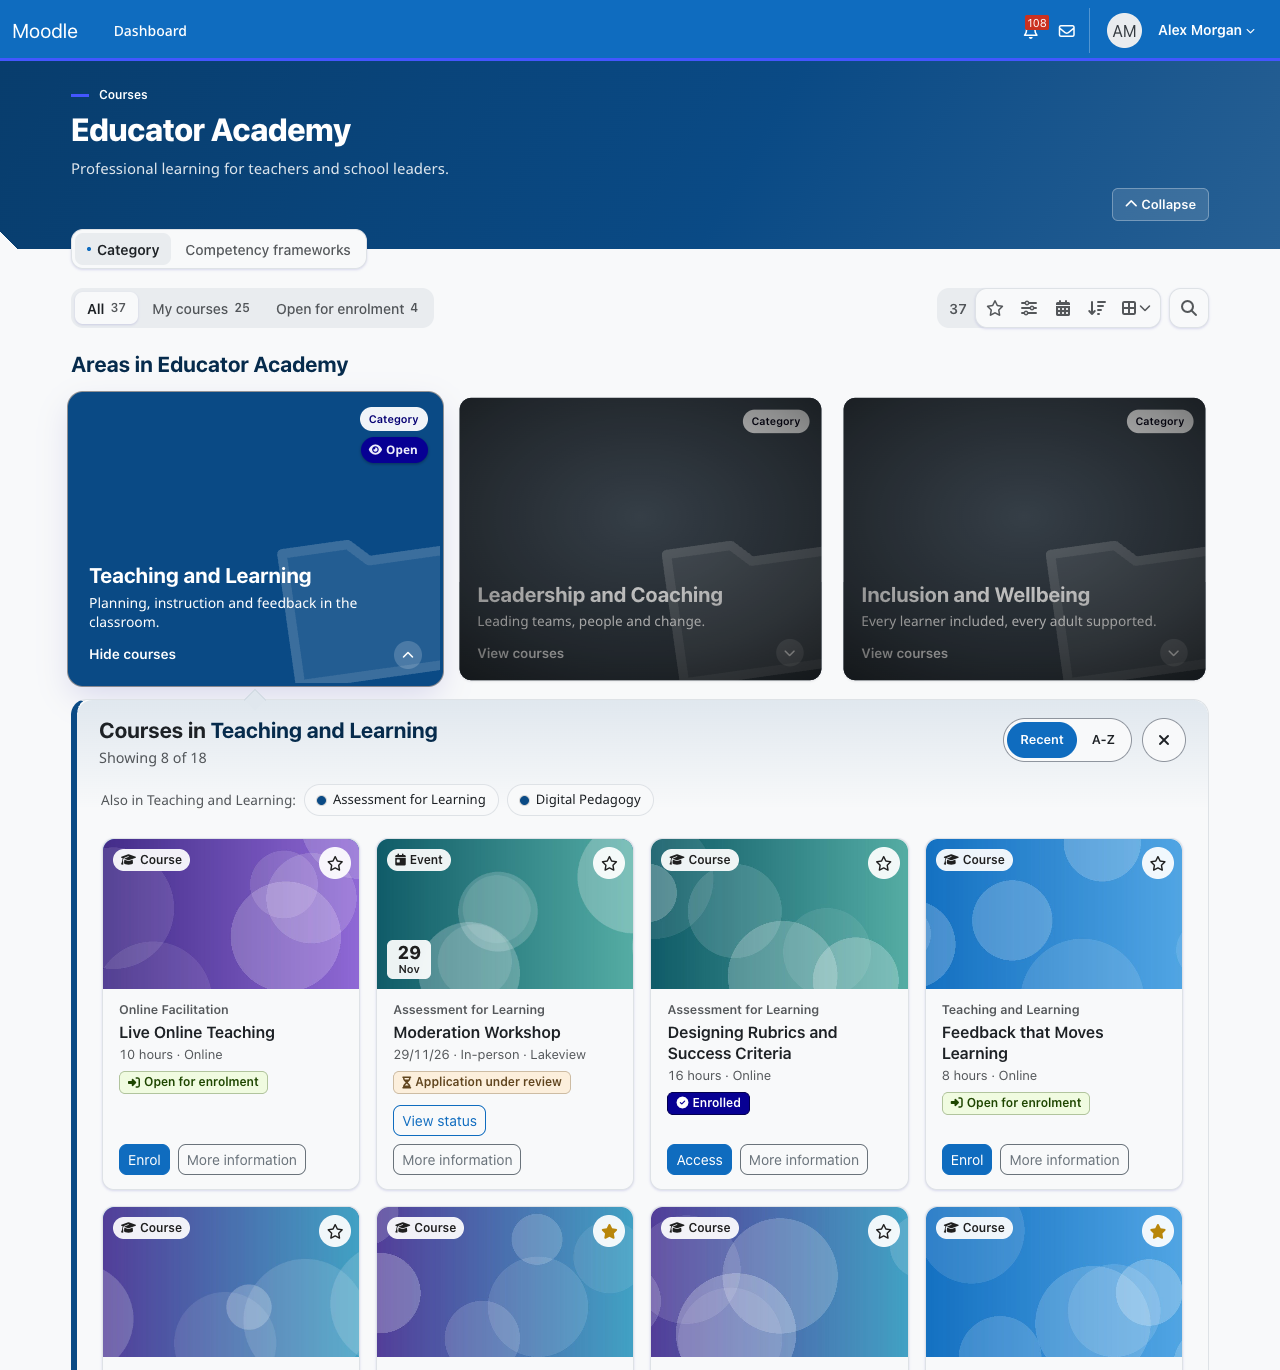 Moodle
Dashboard
108
AM
Alex Morgan
Courses
Educator Academy
Professional learning for teachers and school leaders.
Collapse
Category
Competency frameworks
All 37
My courses 25
Open for enrolment 4
37
Areas in Educator Academy
Category
Open
Teaching and Learning
Planning, instruction and feedback in the
classroom.
Hide courses
Category
Leadership and Coaching
Leading teams, people and change.
View courses
Category
Inclusion and Wellbeing
Every learner included, every adult supported.
View courses
Courses in Teaching and Learning
Showing 8 of 18
Recent
A-Z
Also in Teaching and Learning:
Assessment for Learning
Digital Pedagogy
Course
Online Facilitation
Live Online Teaching
10 hours · Online
Open for enrolment
Enrol
More information
Event
29
Nov
Assessment for Learning
Moderation Workshop
29/11/26 · In-person · Lakeview
Application under review
View status
More information
Course
Assessment for Learning
Designing Rubrics and
Success Criteria
16 hours · Online
Enrolled
Access
More information
Course
Teaching and Learning
Feedback that Moves
Learning
8 hours · Online
Open for enrolment
Enrol
More information
Course
Course
Course
Course